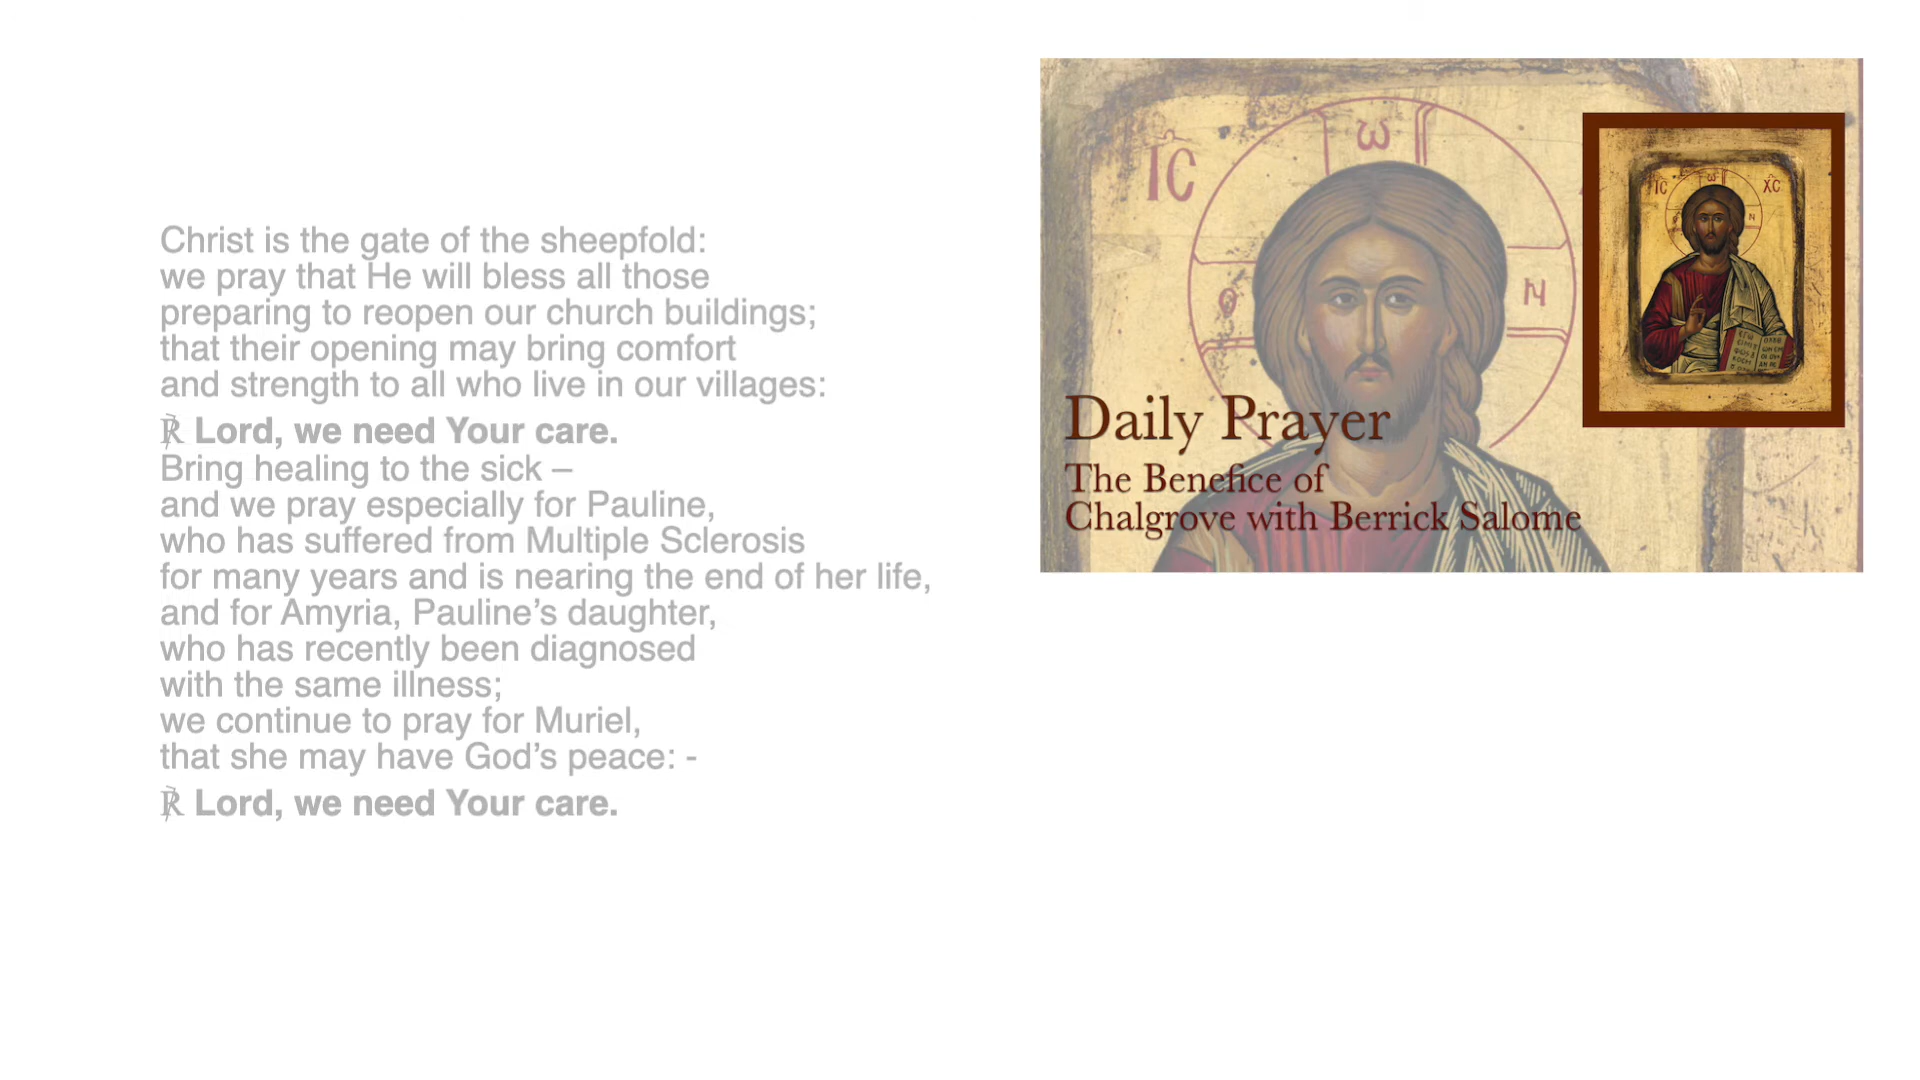 Christ is the gate of the sheepfold:
we pray that He will bless all those
preparing to reopen our church buildings;
that their opening may bring comfort
and strength to all who live in our villages:
℟ Lord, we need Your care.
Bring healing to the sick –
and we pray especially for Pauline,
who has suffered from Multiple Sclerosis
for many years and is nearing the end of her life,
and for Amyria, Pauline’s daughter,
who has recently been diagnosed
with the same illness;
we continue to pray for Muriel,
that she may have God’s peace: -
℟ Lord, we need Your care.
ω
IC
N
Daily Prayer
The Benefice of
Chalgrove with Berrick Salome
IC ω XC
N